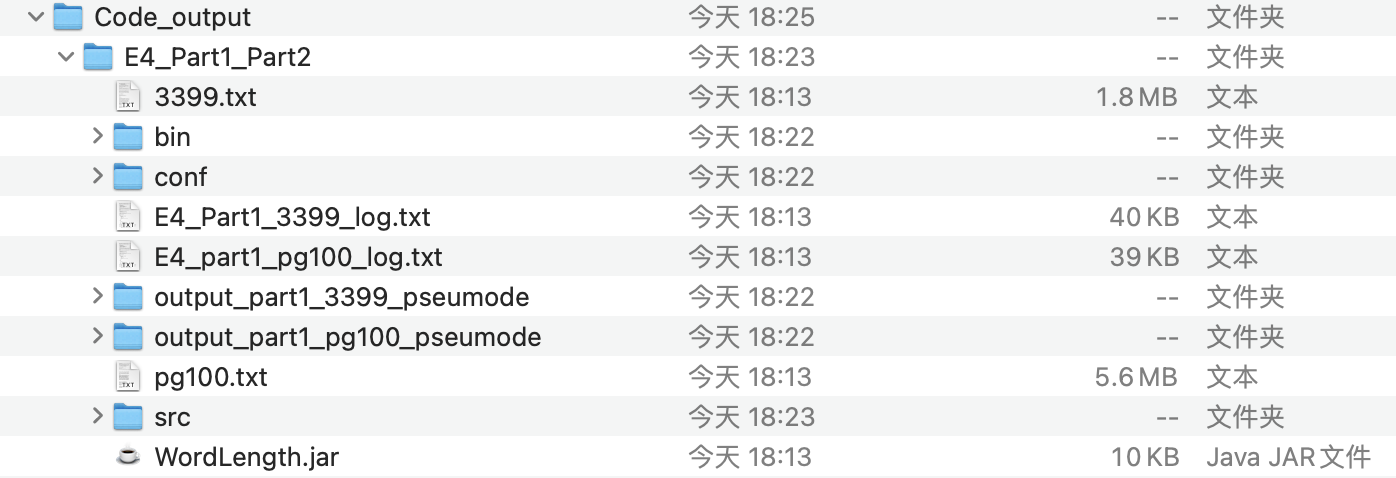 Code_output 今天 18:25 -- 文件夹
E4_Part1_Part2 今天 18:23 -- 文件夹
3399.txt 今天 18:13 1.8 MB 文本
bin 今天 18:22 -- 文件夹
conf 今天 18:22 -- 文件夹
E4_Part1_3399_log.txt 今天 18:13 40 KB 文本
E4_part1_pg100_log.txt 今天 18:13 39 KB 文本
output_part1_3399_pseumode 今天 18:22 -- 文件夹
output_part1_pg100_pseumode 今天 18:22 -- 文件夹
pg100.txt 今天 18:13 5.6 MB 文本
src 今天 18:23 -- 文件夹
WordLength.jar 今天 18:13 10 KB Java JAR文件